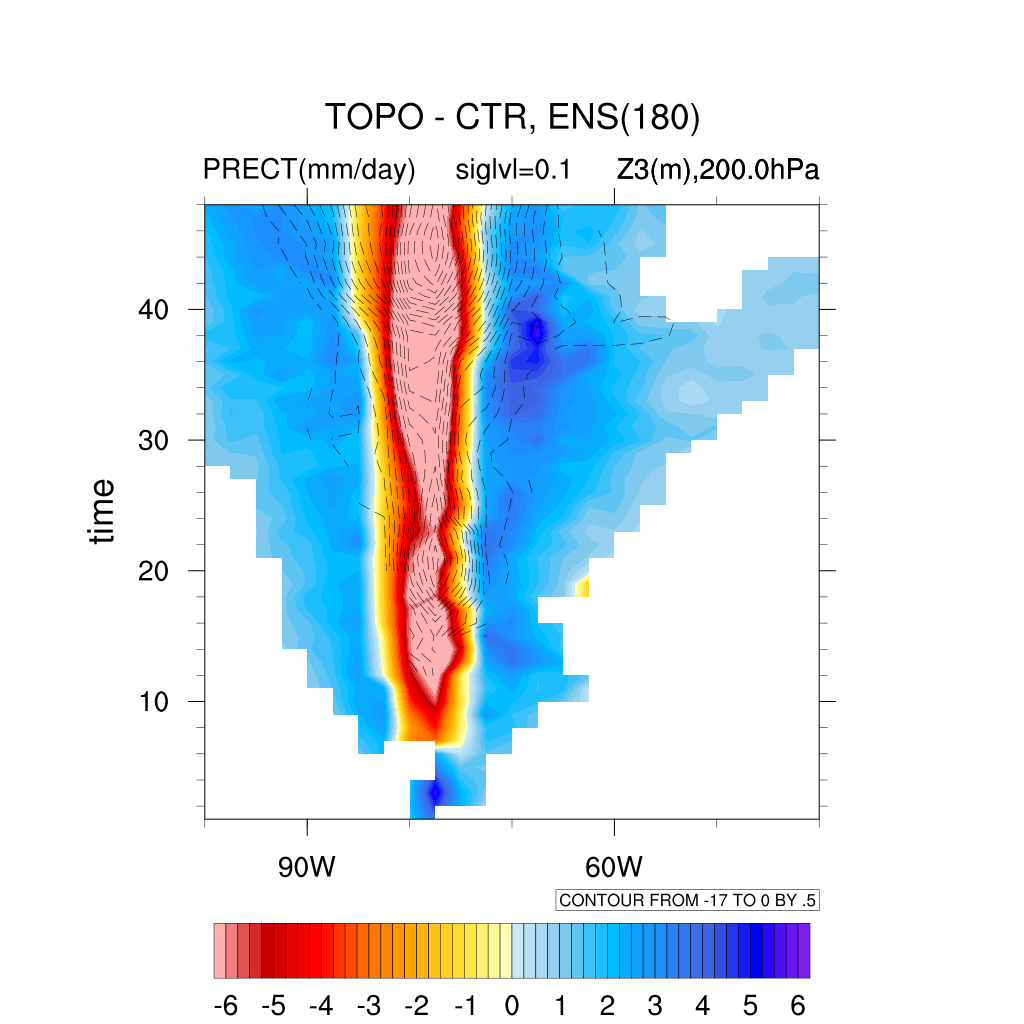 TOPO - CTR, ENS(180)
PRECT(mm/day) siglvl=0.1 Z3(m),200.0hPa
40
30
time
20
10
90W 60W
CONTOUR FROM -17 TO 0 BY .5
-6 -5 -4 -3 -2 -1 0 1 2 3 4 5 6